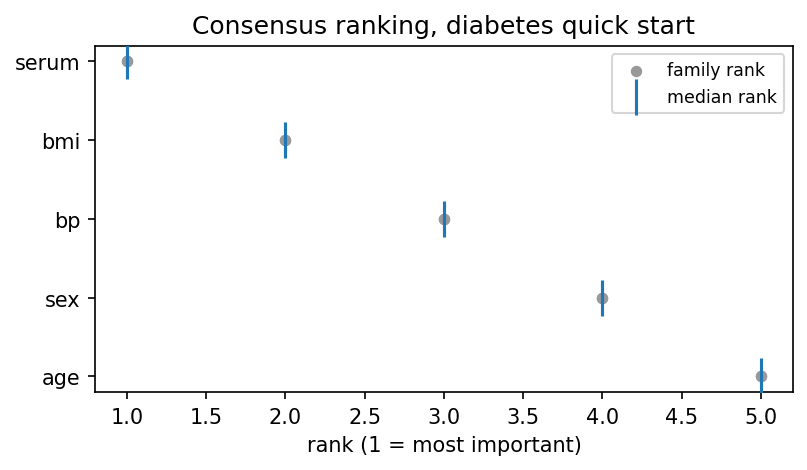 Consensus ranking, diabetes quick start
family rank
median rank
serum
bmi
bp
sex
age
1.0 1.5 2.0 2.5 3.0 3.5 4.0 4.5 5.0
rank (1 = most important)